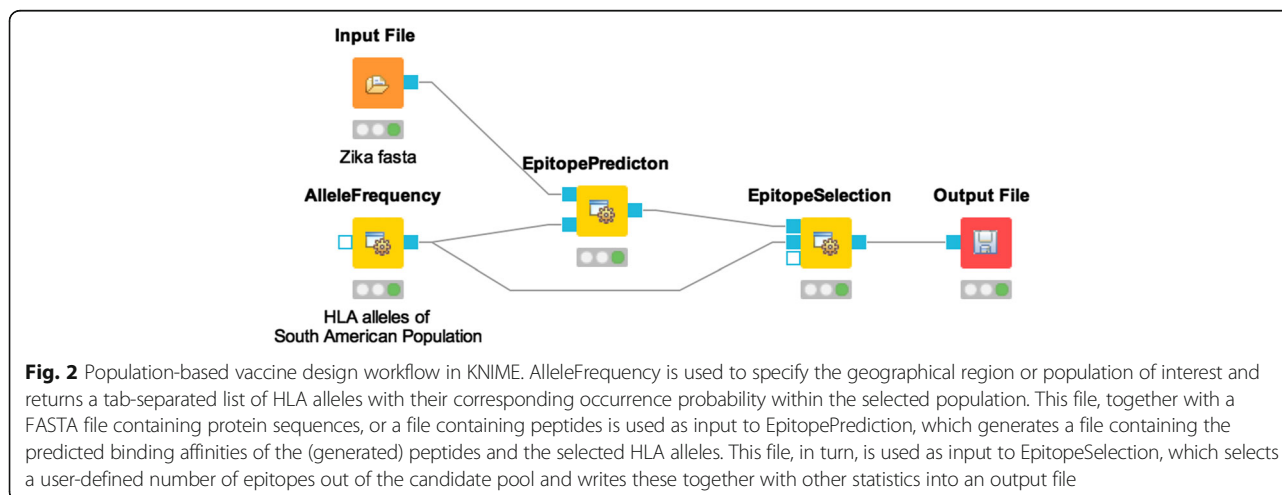 Input File
Zika fasta
AlleleFrequency
HLA alleles of
South American Population
EpitopePredicton
EpitopeSelection
Output File
Fig. 2 Population-based vaccine design workflow in KNIME. AlleleFrequency is used to specify the geographical region or population of interest and
returns a tab-separated list of HLA alleles with their corresponding occurrence probability within the selected population. This file, together with a
FASTA file containing protein sequences, or a file containing peptides is used as input to EpitopePrediction, which generates a file containing the
predicted binding affinities of the (generated) peptides and the selected HLA alleles. This file, in turn, is used as input to EpitopeSelection, which selects
a user-defined number of epitopes out of the candidate pool and writes these together with other statistics into an output file